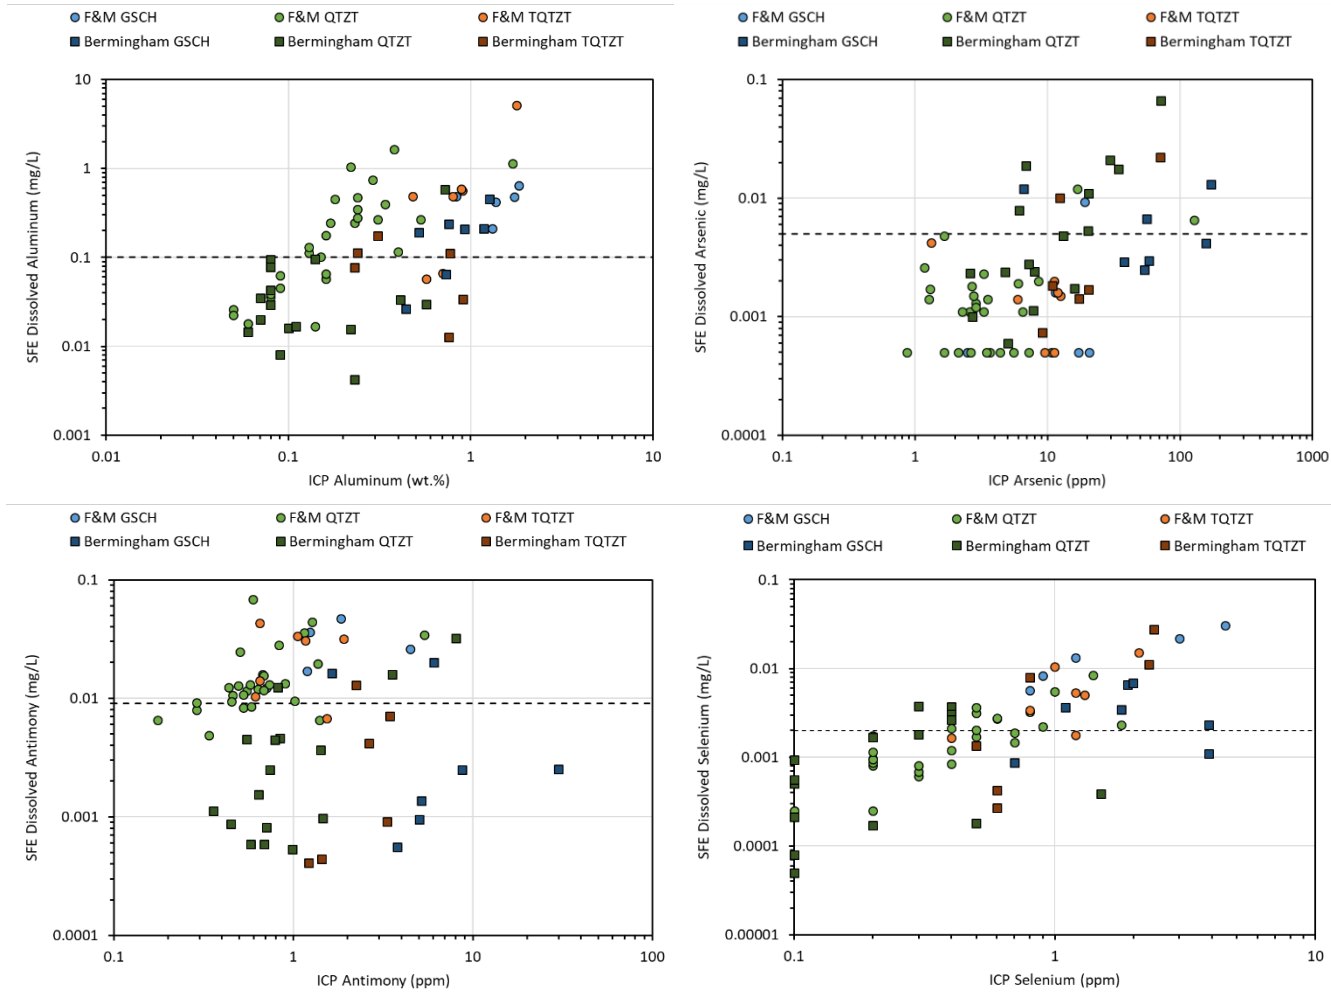 F&M GSCH F&M QTZT F&M TQTZT
Bermingham GSCH Bermingham QTZT Bermingham TQTZT
10
1
0.1
0.01
0.001
SFE Dissolved Aluminum (mg/L)
0.01 0.1 1 10
ICP Aluminum (wt.%)
F&M GSCH F&M QTZT F&M TQTZT
Bermingham GSCH Bermingham QTZT Bermingham TQTZT
0.1
0.01
0.001
0.0001
SFE Dissolved Arsenic (mg/L)
0.1 1 10 100 1000
ICP Arsenic (ppm)
F&M GSCH F&M QTZT F&M TQTZT
Bermingham GSCH Bermingham QTZT Bermingham TQTZT
0.1
0.01
0.001
0.0001
SFE Dissolved Antimony (mg/L)
0.1 1 10 100
ICP Antimony (ppm)
F&M GSCH F&M QTZT F&M TQTZT
Bermingham GSCH Bermingham QTZT Bermingham TQTZT
0.1
0.01
0.001
0.0001
0.00001
SFE Dissolved Selenium (mg/L)
0.1 1 10
ICP Selenium (ppm)